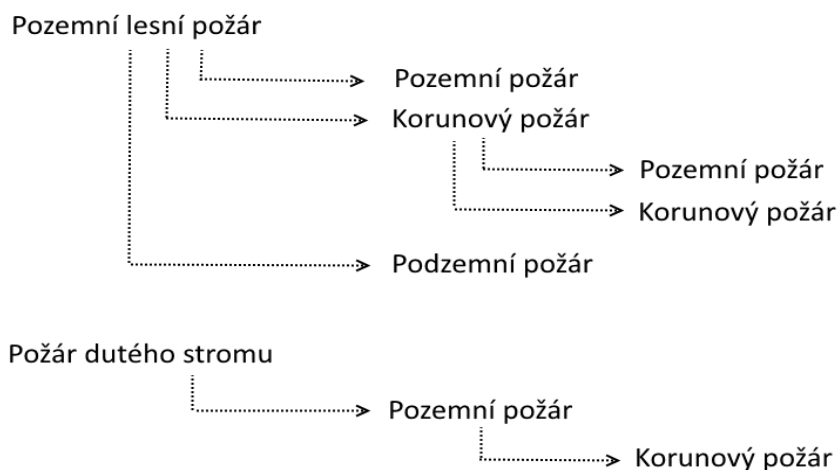 Pozemní lesní požár
Pozemní požár
Korunový požár
Pozemní požár
Korunový požár
Podzemní požár
Požár dutého stromu
Pozemní požár
Korunový požár